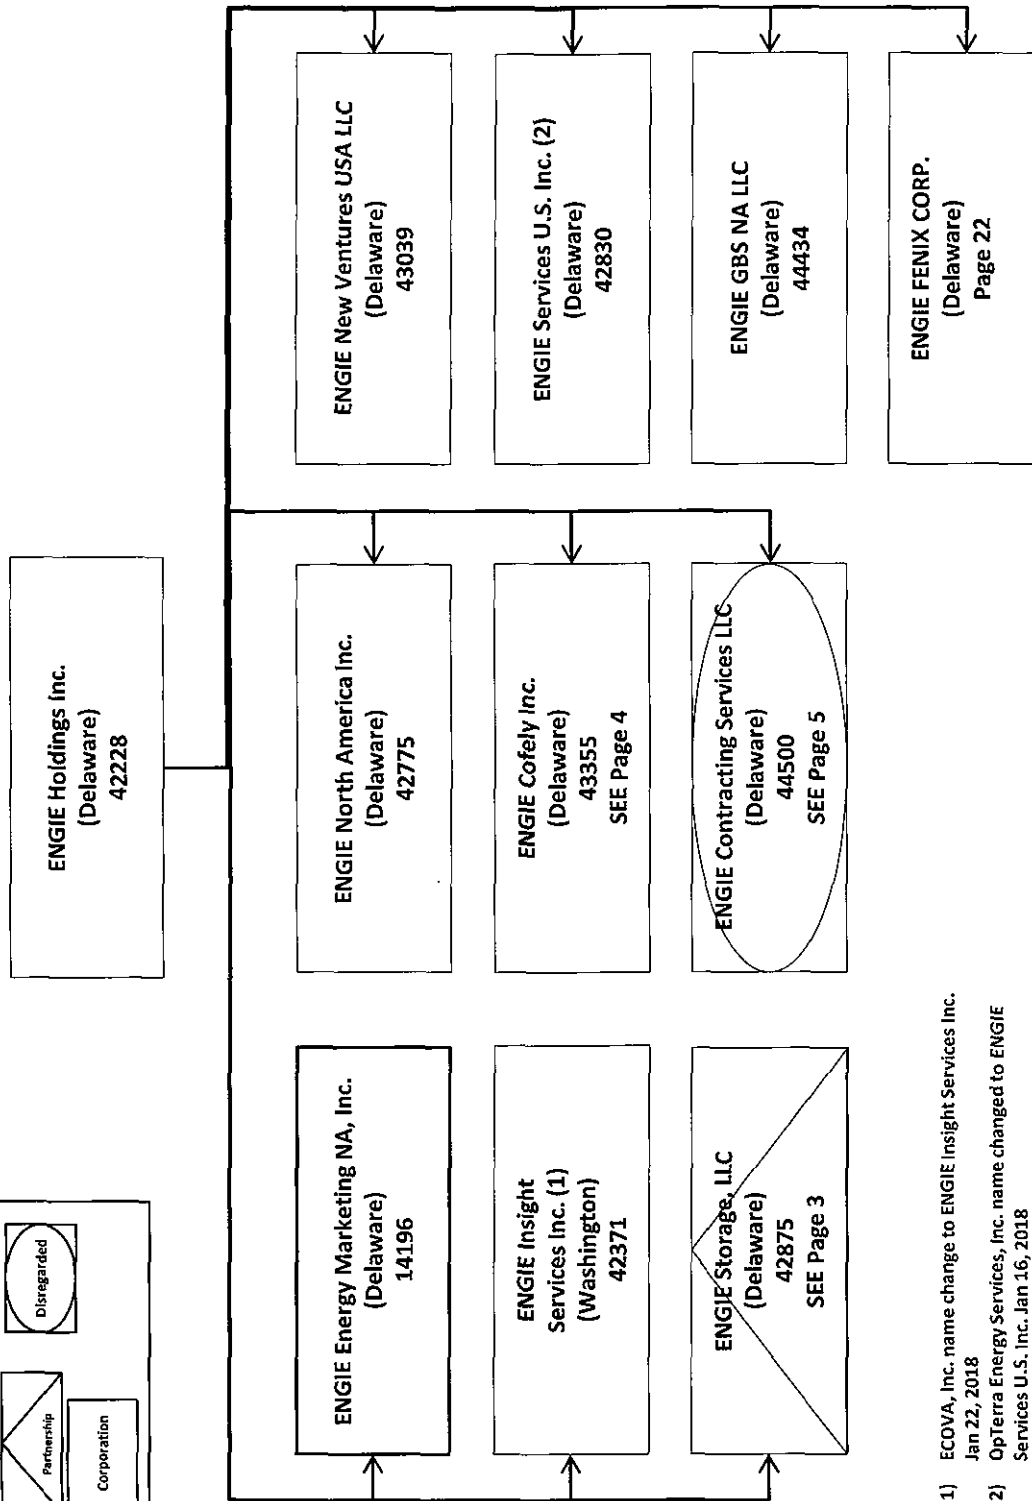 Partnership
Disregarded
Corporation
ENGIE Holdings Inc.
(Delaware)
42228
ENGIE Energy Marketing NA, Inc.
(Delaware)
14196
ENGIE Insight
Services Inc. (1)
(Washington)
42371
ENGIE Storage, LLC
(Delaware)
42875
SEE Page 3
ENGIE North America Inc.
(Delaware)
42775
ENGIE Cofely Inc.
(Delaware)
43355
SEE Page 4
ENGIE Contracting Services LLC
(Delaware)
44500
SEE Page 5
ENGIE New Ventures USA LLC
(Delaware)
43039
ENGIE Services U.S. Inc. (2)
(Delaware)
42830
ENGIE GBS NA LLC
(Delaware)
44434
ENGIE FENIX CORP.
(Delaware)
Page 22
1) ECOVA, Inc. name change to ENGIE Insight Services Inc.
Jan 22, 2018
2) OpTerra Energy Services, Inc. name changed to ENGIE
Services U.S. Inc. Jan 16, 2018